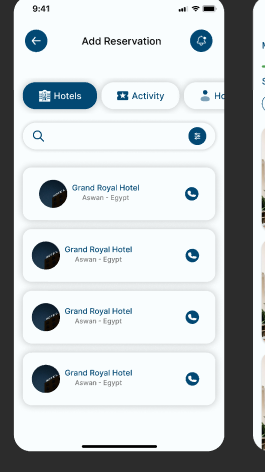 9:41
Add Reservation
Hotels
Activity
Ho
Grand Royal Hotel
Aswan - Egypt
Grand Royal Hotel
Aswan - Egypt
Grand Royal Hotel
Aswan - Egypt
Grand Royal Hotel
Aswan - Egypt